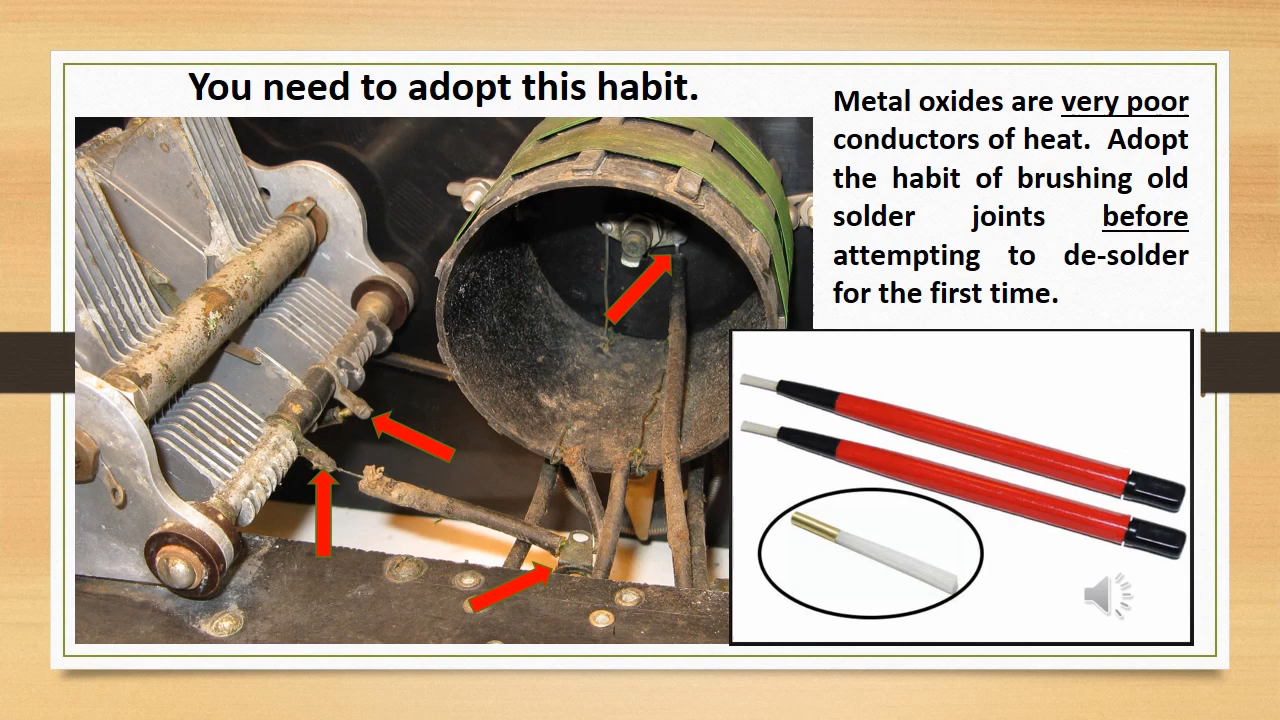 You need to adopt this habit.
Metal oxides are very poor
conductors of heat. Adopt
the habit of brushing old
solder joints before
attempting to de-solder
for the first time.